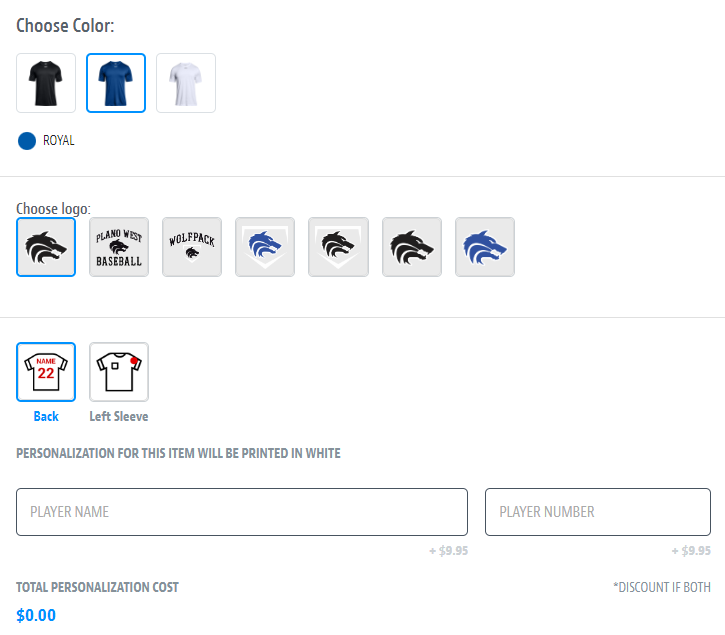 Choose Color:
ROYAL
Choose logo:
PLANO WEST
BASEBALL
WOLFPACK
NAME
22
Back
Left Sleeve
PERSONALIZATION FOR THIS ITEM WILL BE PRINTED IN WHITE
PLAYER NAME
PLAYER NUMBER
+ $9.95
+ $9.95
TOTAL PERSONALIZATION COST
*DISCOUNT IF BOTH
$0.00